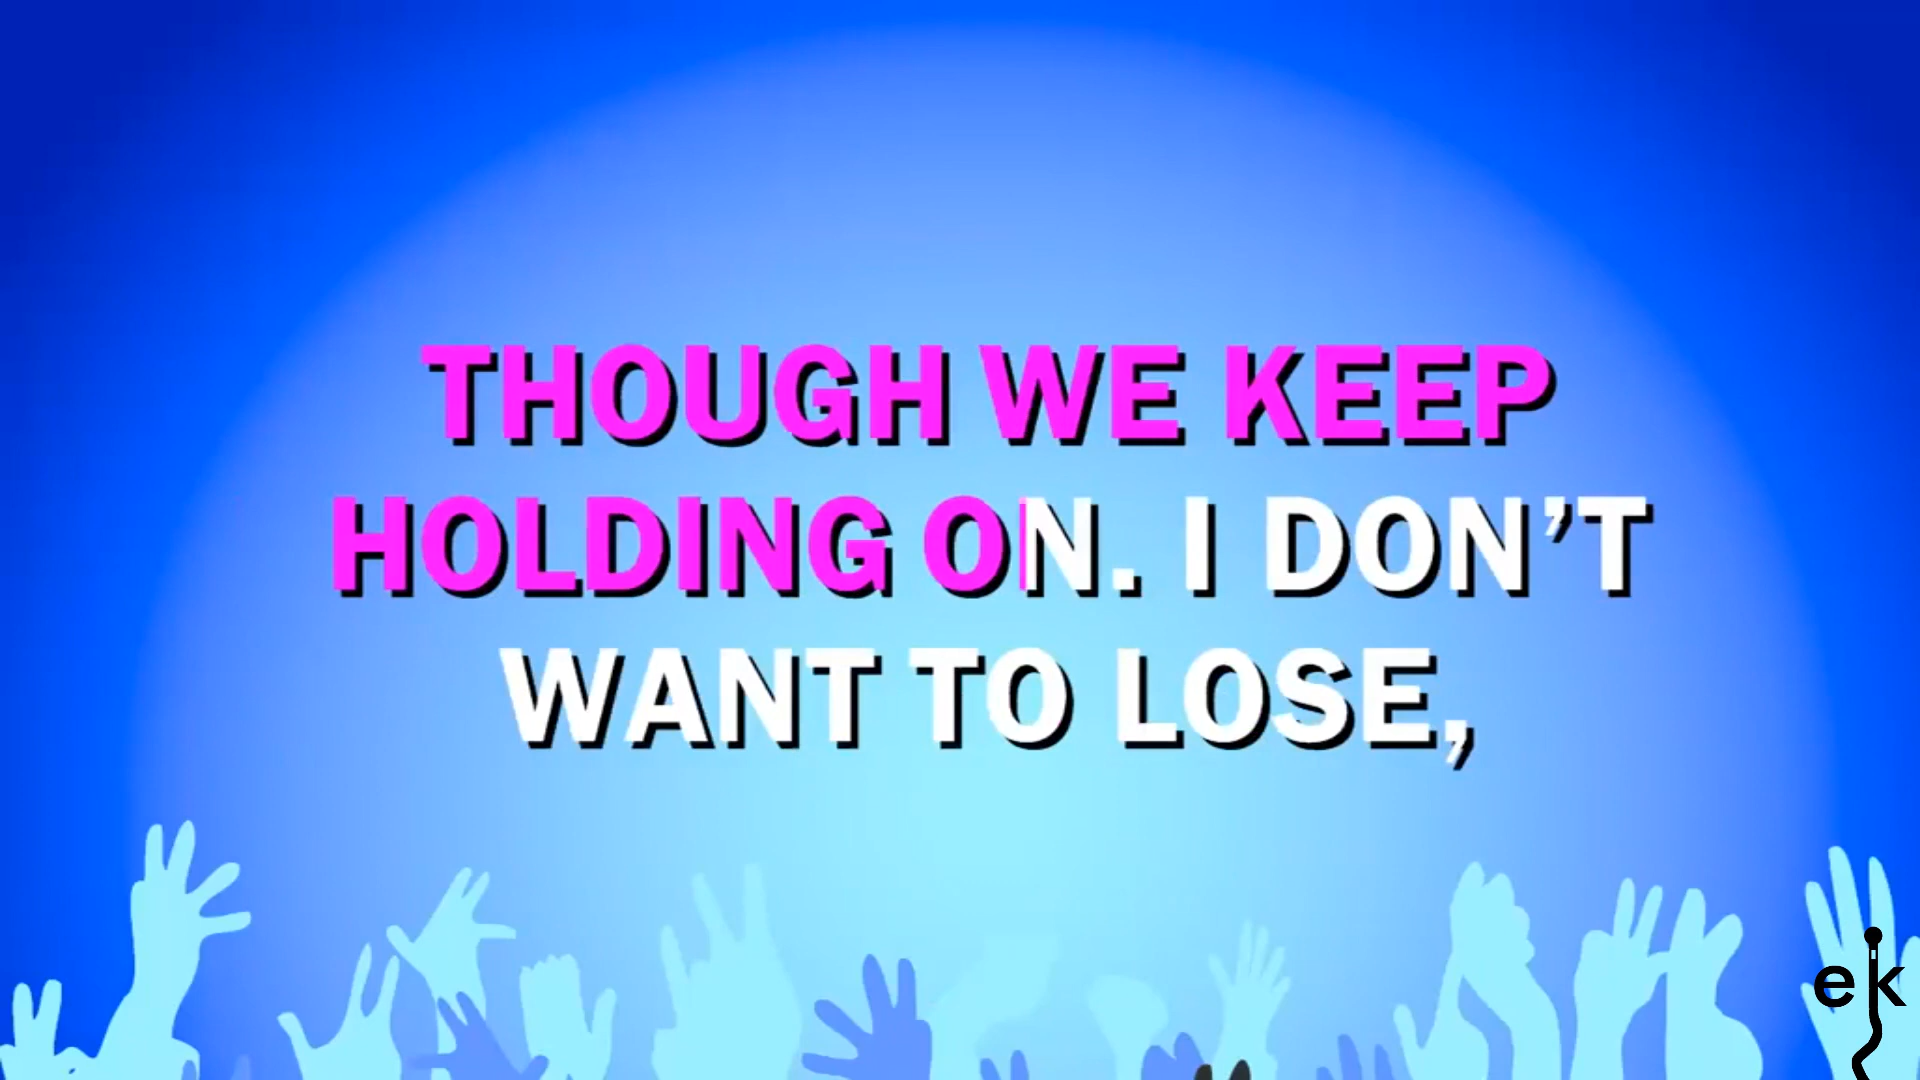 THOUGH WE KEEP
HOLDING ON. I DON’T
WANT TO LOSE,
ek